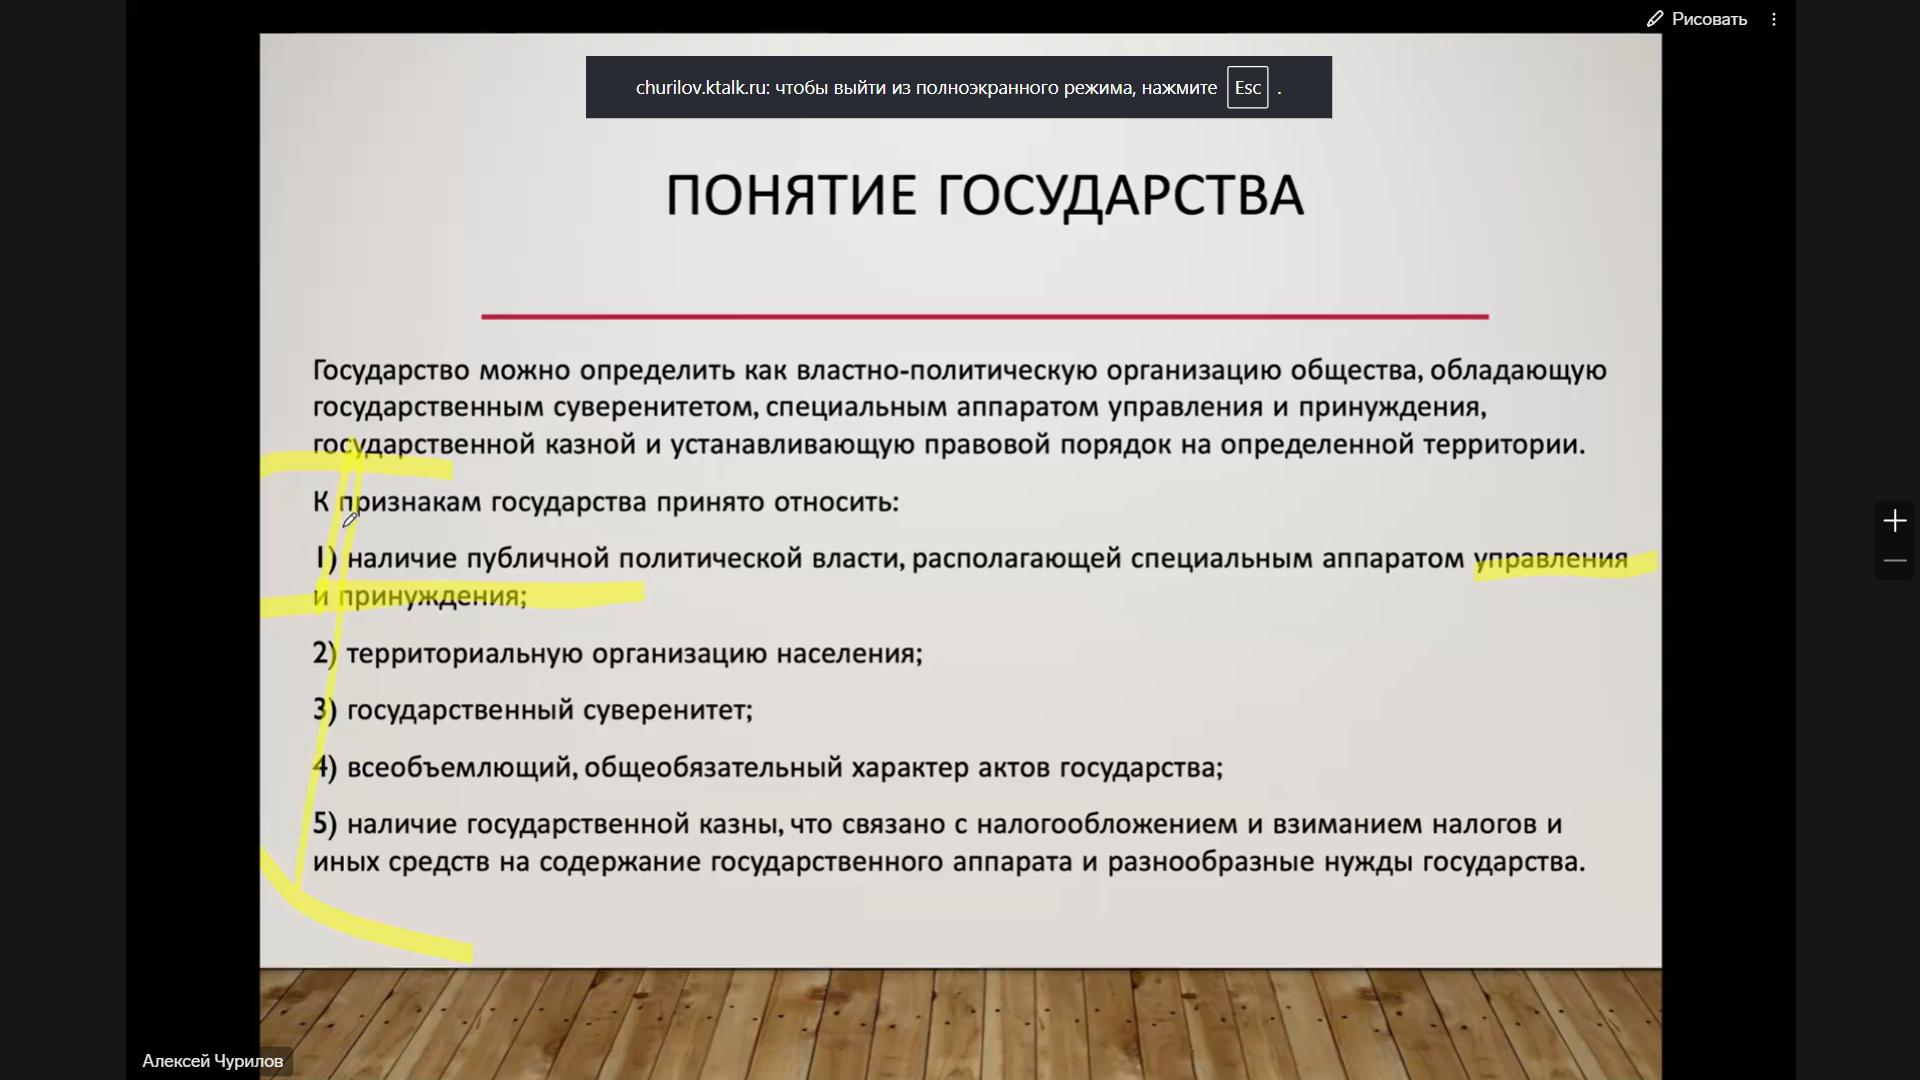 Рисовать
churilov.ktalk.ru: чтобы выйти из полноэкранного режима, нажмите Esc .
ПОНЯТИЕ ГОСУДАРСТВА
Государство можно определить как властно-политическую организацию общества, обладающую
государственным суверенитетом, специальным аппаратом управления и принуждения,
государственной казной и устанавливающую правовой порядок на определенной территории.
К признакам государства принято относить:
1) наличие публичной политической власти, располагающей специальным аппаратом управления
и принуждения;
2) территориальную организацию населения;
3) государственный суверенитет;
4) всеобъемлющий, общеобязательный характер актов государства;
5) наличие государственной казны, что связано с налогообложением и взиманием налогов и
иных средств на содержание государственного аппарата и разнообразные нужды государства.
Алексей Чурилов